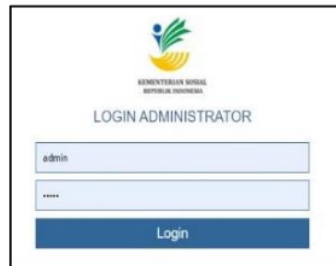 KEMENTERIAN SOSIAL
REPUBLIK INDONESIA
LOGIN ADMINISTRATOR
admin
•••••
Login